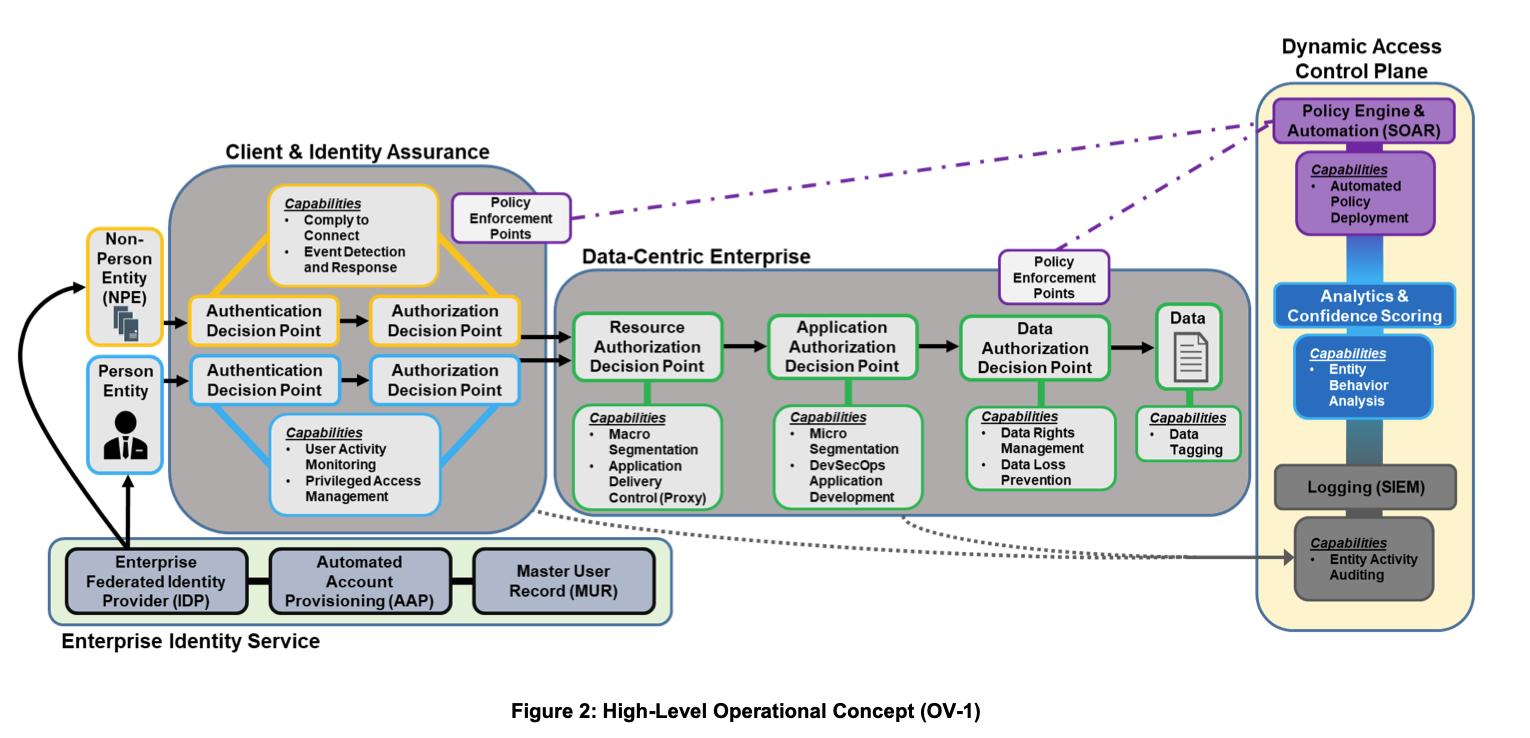 Dynamic Access
Control Plane
Policy Engine &
Automation (SOAR)
Capabilities
• Automated
Policy
Deployment
Analytics &
Confidence Scoring
Capabilities
• Entity
Behavior
Analysis
Logging (SIEM)
Capabilities
• Entity Activity
Auditing
Client & Identity Assurance
Capabilities
• Comply to
Connect
• Event Detection
and Response
Policy
Enforcement
Points
Non-
Person
Entity
(NPE)
Authentication
Decision Point
Authorization
Decision Point
Person
Entity
Authentication
Decision Point
Authorization
Decision Point
Capabilities
• User Activity
Monitoring
• Privileged Access
Management
Data-Centric Enterprise
Policy
Enforcement
Points
Resource
Authorization
Decision Point
Application
Authorization
Decision Point
Data
Authorization
Decision Point
Data
Capabilities
• Macro
Segmentation
• Application
Delivery
Control (Proxy)
Capabilities
• Micro
Segmentation
• DevSecOps
Application
Development
Capabilities
• Data Rights
Management
• Data Loss
Prevention
Capabilities
• Data
Tagging
Enterprise
Federated Identity
Provider (IDP)
Automated
Account
Provisioning (AAP)
Master User
Record (MUR)
Enterprise Identity Service
Figure 2: High-Level Operational Concept (OV-1)